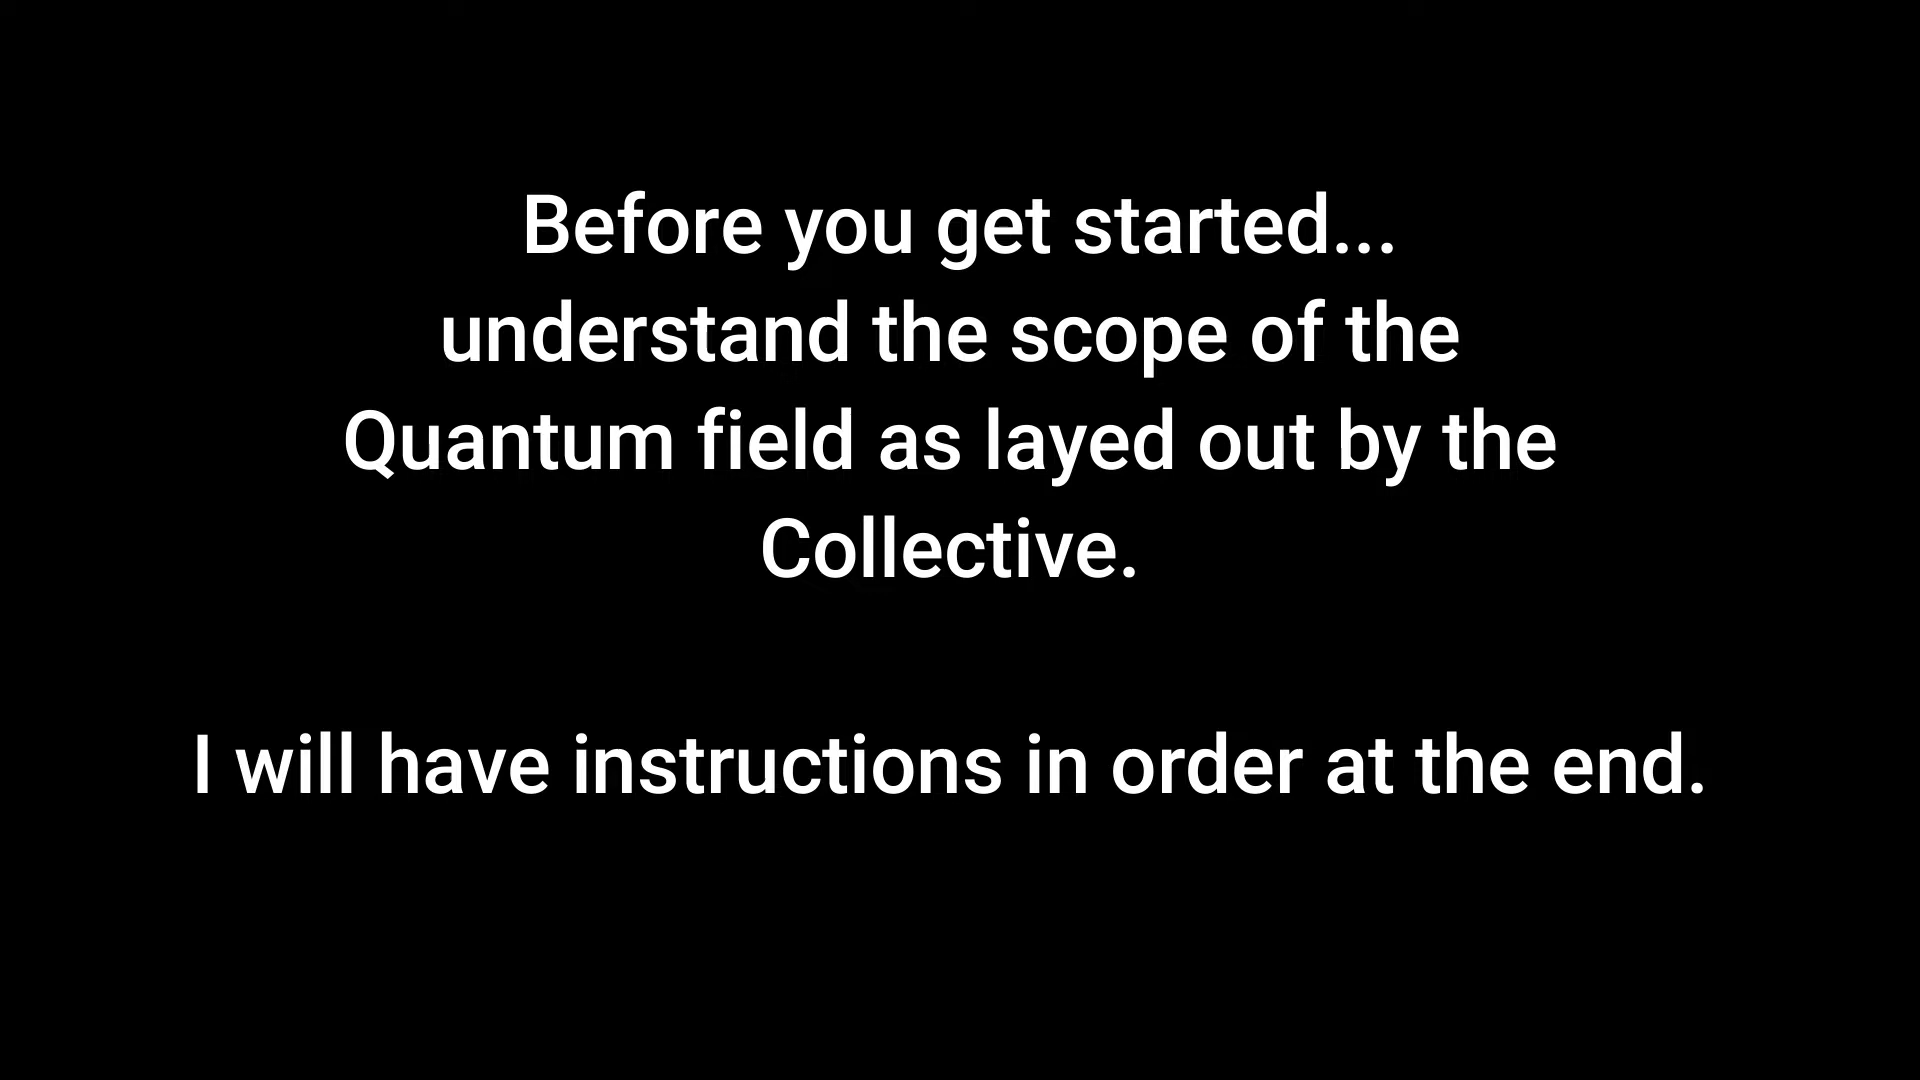 Before you get started...
understand the scope of the
Quantum field as layed out by the
Collective.
I will have instructions in order at the end.